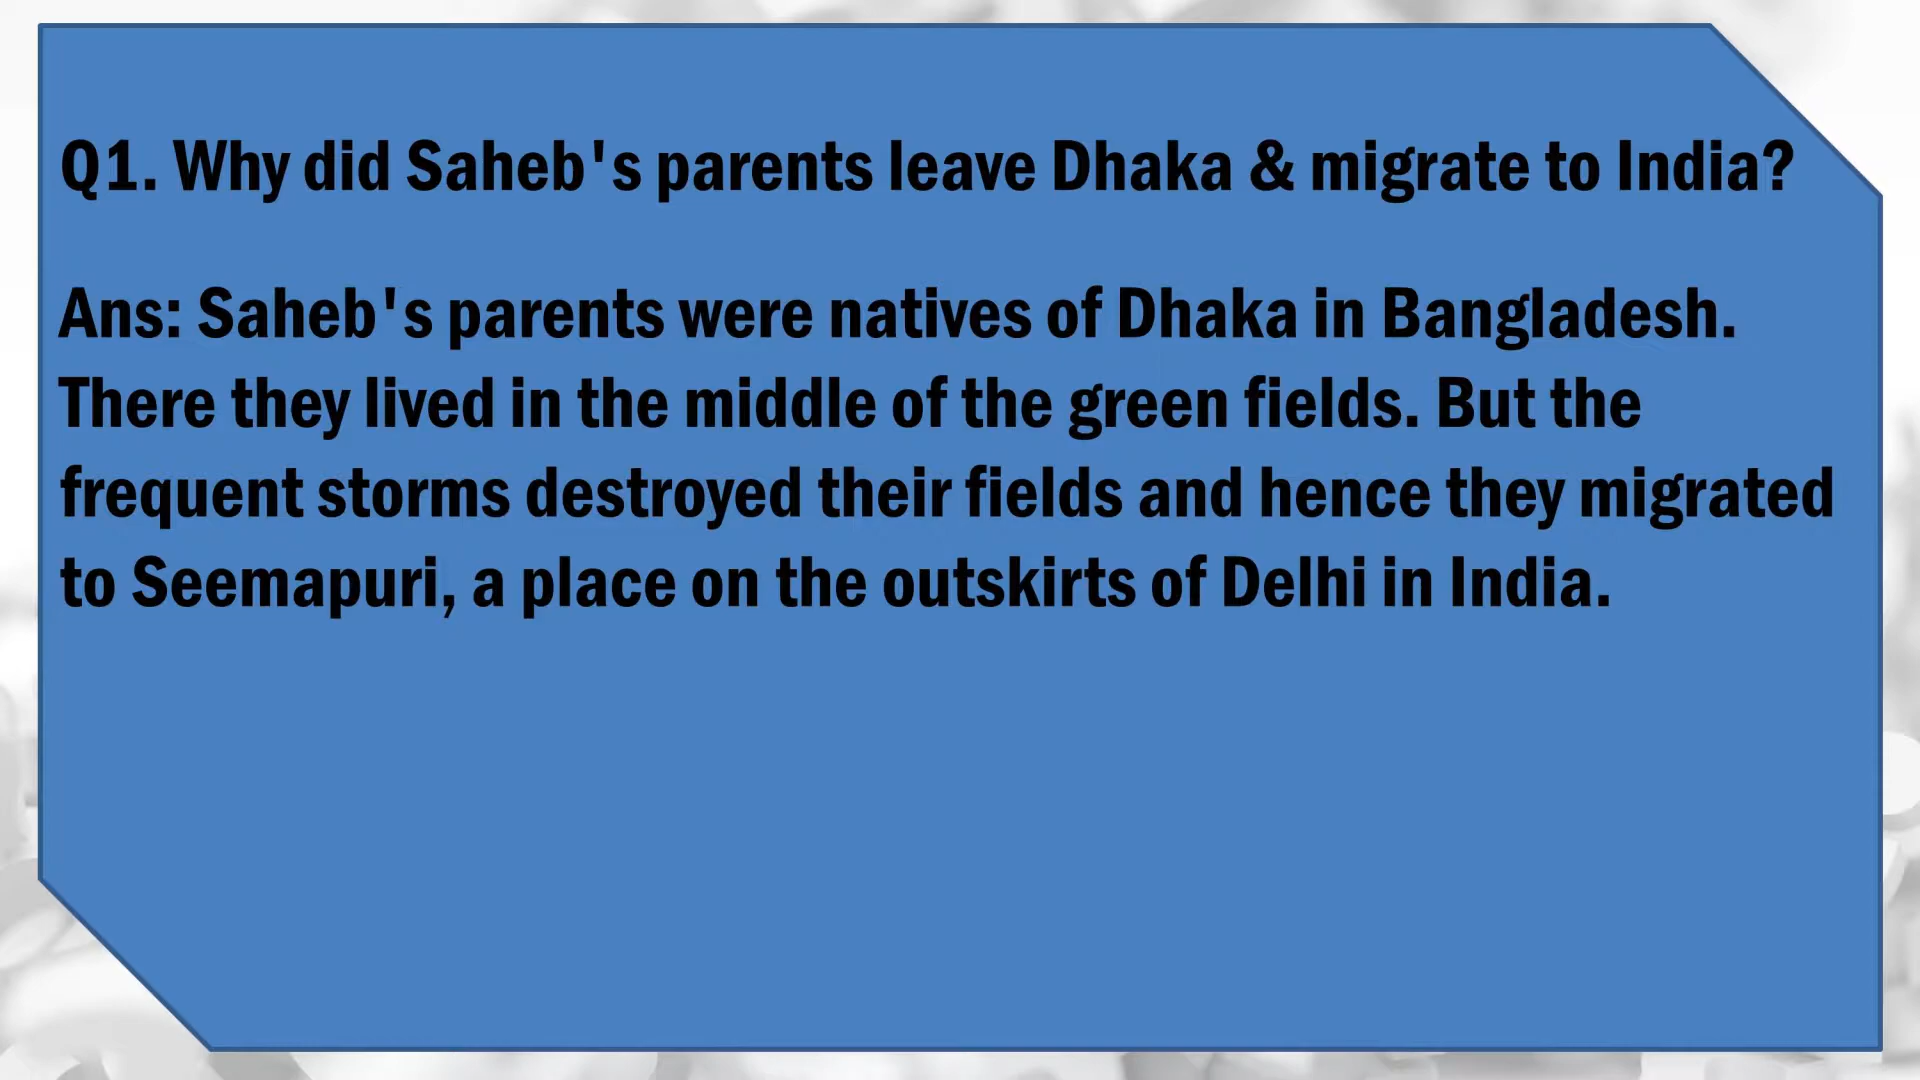 Q1. Why did Saheb's parents leave Dhaka & migrate to India?
Ans: Saheb's parents were natives of Dhaka in Bangladesh.
There they lived in the middle of the green fields. But the
frequent storms destroyed their fields and hence they migrated
to Seemapuri, a place on the outskirts of Delhi in India.